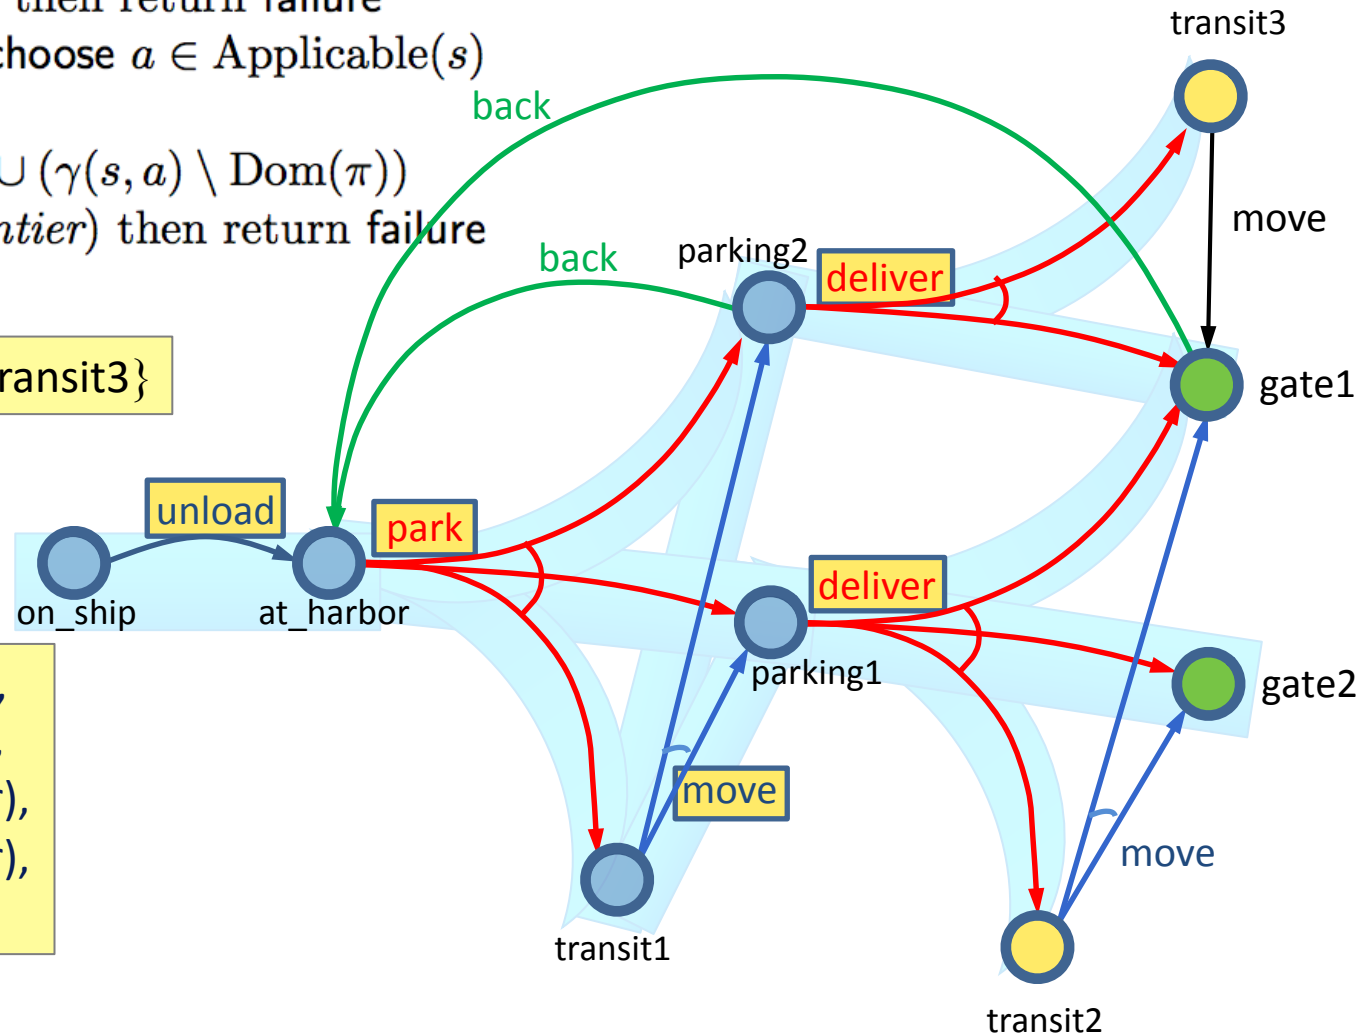 then return failure
choose a ∈ Applicable(s)
∪ (γ(s, a) \ Dom(π))
ntier) then return failure
transit3
back
move
parking2
deliver
back
ransit3}
gate1
unload
park
deliver
on_ship
at_harbor
parking1
gate2
,
,
r),
r),
move
move
transit1
transit2